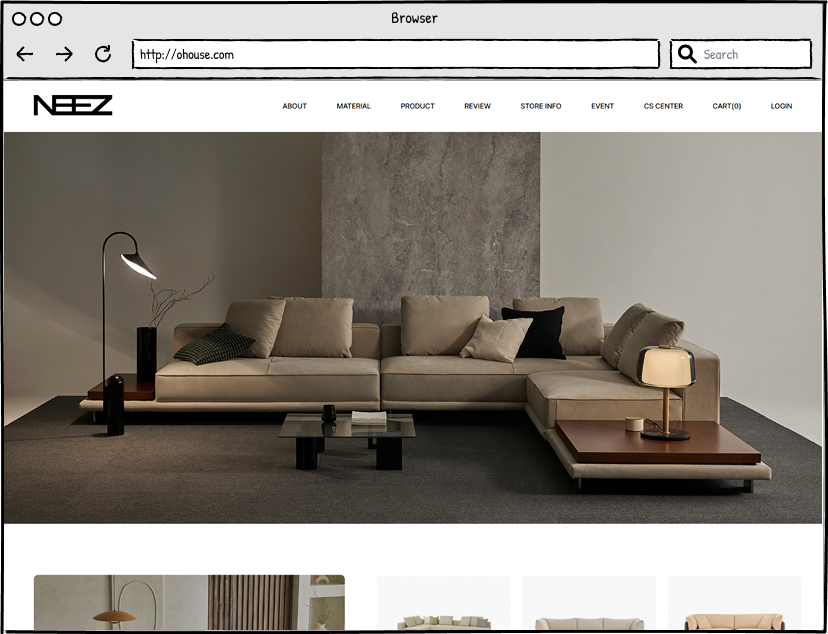 Browser
http://ohouse.com
Search
NEEZ
ABOUT MATERIAL PRODUCT REVIEW STORE INFO EVENT CS CENTER CART(0) LOGIN